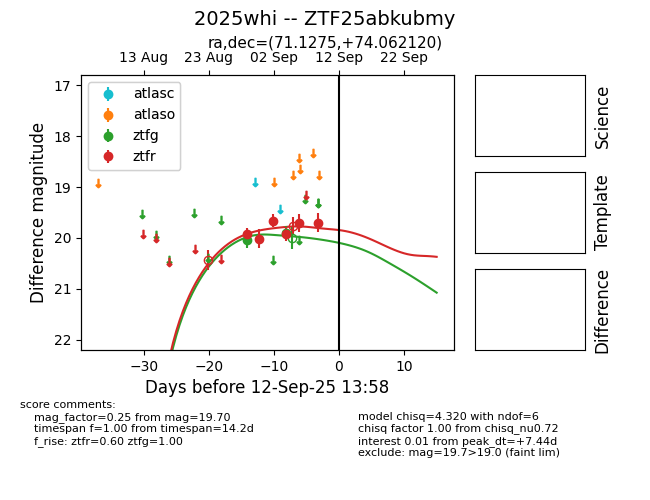 2025whi -- ZTF25abkubmy
ra,dec=(71.1275,+74.062120)
13 Aug 23 Aug 02 Sep 12 Sep 22 Sep
atlasc
atlaso
ztfg
ztfr
17
18
19
20
21
22
Difference magnitude
−30 −20 −10 0 10
Days before 12-Sep-25 13:58
Science
Template
Difference
score comments:
mag_factor=0.25 from mag=19.70
timespan f=1.00 from timespan=14.2d
f_rise: ztfr=0.60 ztfg=1.00
model chisq=4.320 with ndof=6
chisq factor 1.00 from chisq_nu0.72
interest 0.01 from peak_dt=+7.44d
exclude: mag=19.7>19.0 (faint lim)